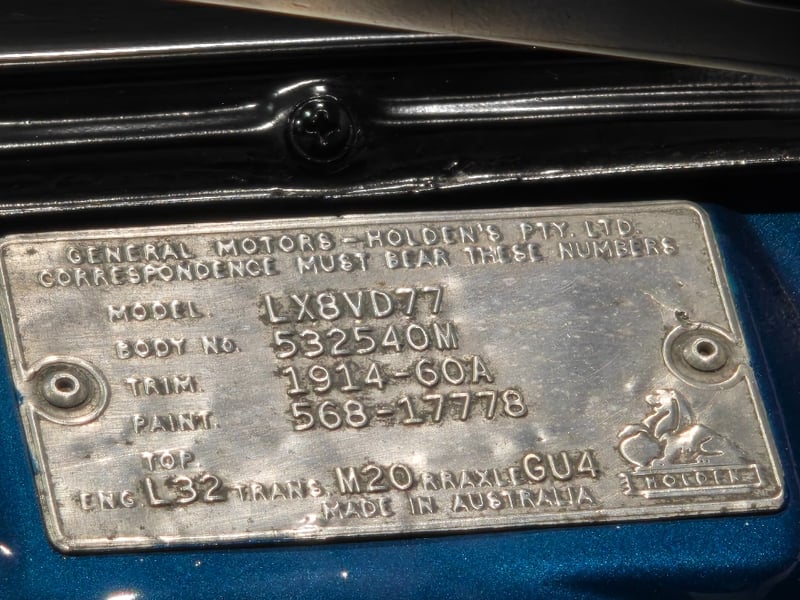 GENERAL MOTORS-HOLDEN'S PTY. LTD.
CORRESPONDENCE MUST BEAR THESE NUMBERS
MODEL. LX8VD77
BODY No. 532540M
TRIM. 1914-60A
PAINT. 568-17778
TOP.
ENG. L32 TRANS. M20 RR AXLE GU4
MADE IN AUSTRALIA
HOLDEN